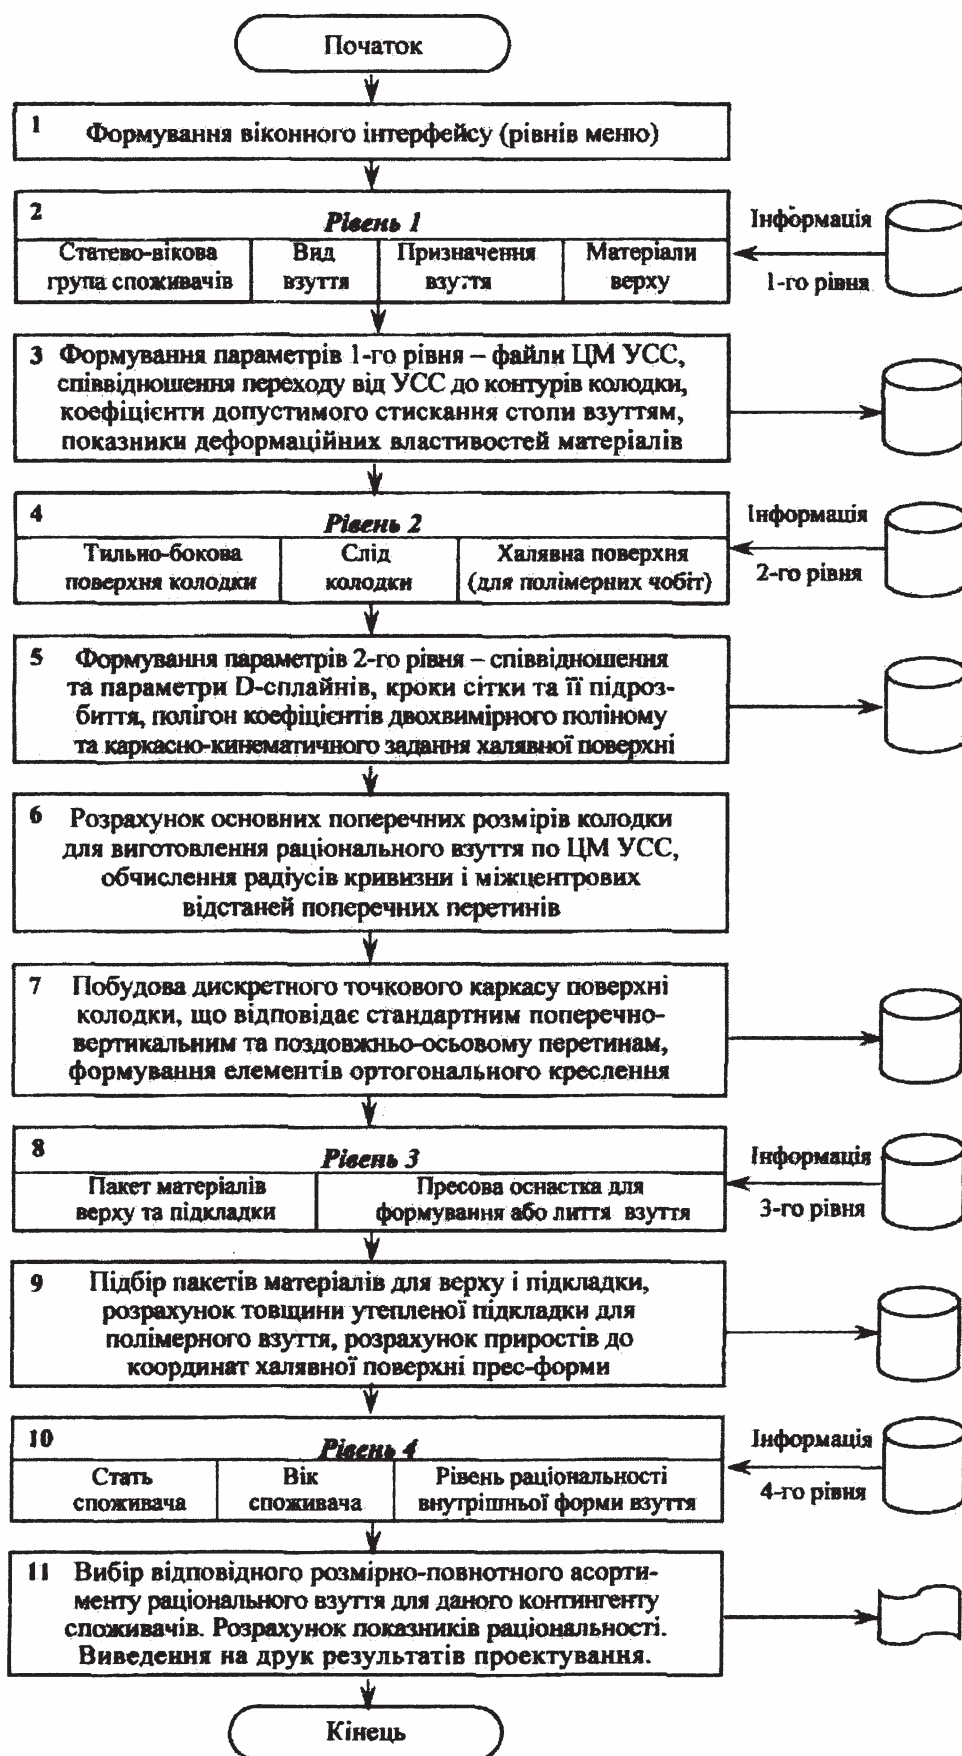 Початок
1
Формування віконного інтерфейсу (рівнів меню)
2
Рівень 1
Статево-вікова
група споживачів
Вид
взуття
Призначення
взуття
Матеріали
верху
Інформація
1-го рівня
3 Формування параметрів 1-го рівня – файли ЦМ УСС,
співвідношення переходу від УСС до контурів колодки,
коефіцієнти допустимого стискання стопи взуттям,
показники деформаційних властивостей матеріалів
4
Рівень 2
Тильно-бокова
поверхня колодки
Слід
колодки
Халявна поверхня
(для полімерних чобіт)
Інформація
2-го рівня
5 Формування параметрів 2-го рівня – співвідношення
та параметри D-сплайнів, кроки сітки та її підроз-
биття, полігон коефіцієнтів двохвимірного поліному
та каркасно-кинематичного задання халявної поверхні
6 Розрахунок основних поперечних розмірів колодки
для виготовлення раціонального взуття по ЦМ УСС,
обчислення радіусів кривизни і міжцентрових
відстаней поперечних перетинів
7 Побудова дискретного точкового каркасу поверхні
колодки, що відповідає стандартним поперечно-
вертикальним та поздовжньо-осьовому перетинам,
формування елементів ортогонального креслення
8
Рівень 3
Пакет матеріалів
верху та підкладки
Пресова оснастка для
формування або лиття взуття
Інформація
3-го рівня
9 Підбір пакетів матеріалів для верху і підкладки,
розрахунок товщини утепленої підкладки для
полімерного взуття, розрахунок приростів до
координат халявної поверхні прес-форми
10
Рівень 4
Стать
споживача
Вік
споживача
Рівень раціональності
внутрішньої форми взуття
Інформація
4-го рівня
11 Вибір відповідного розмірно-повнотного асорти-
менту раціонального взуття для даного контингенту
споживачів. Розрахунок показників раціональності.
Виведення на друк результатів проектування.
Кінець